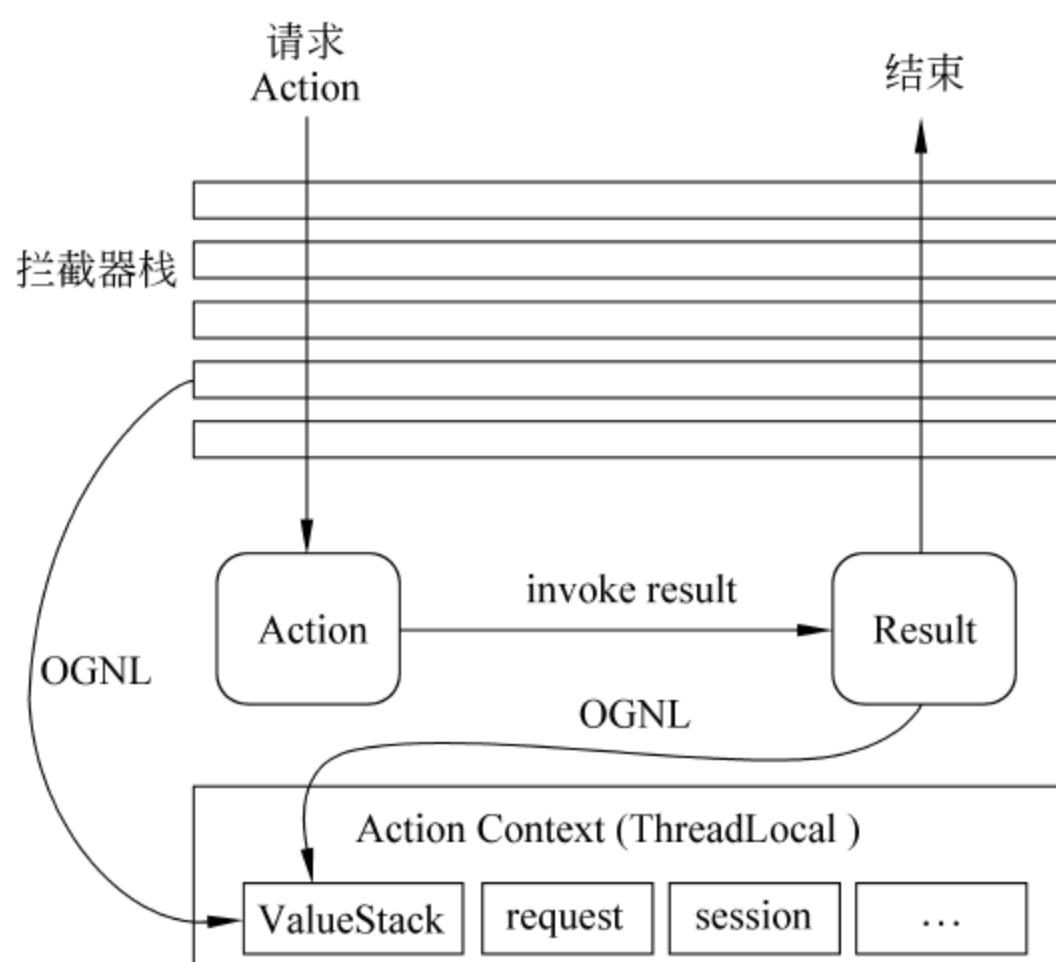 请求
Action
结束
拦截器栈
Action
invoke result
Result
OGNL
OGNL
Action Context (ThreadLocal )
ValueStack
request
session
…